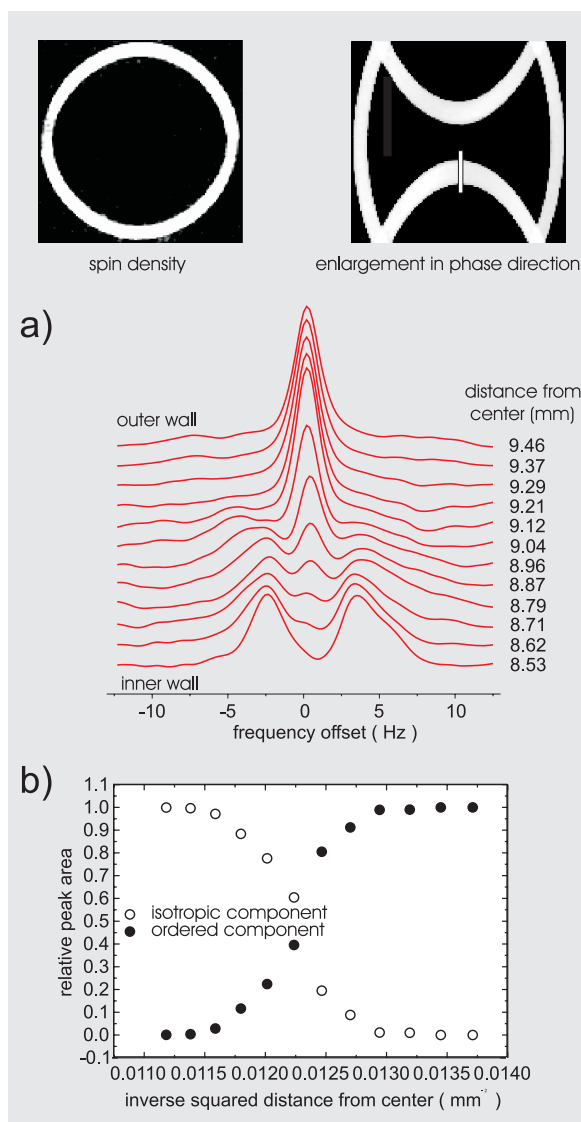 spin density
enlargement in phase direction
a)
distance from
center (mm)
outer wall
9.46
9.37
9.29
9.21
9.12
9.04
8.96
8.87
8.79
8.71
8.62
8.53
inner wall
-10 -5 0 5 10
frequency offset ( Hz )
b)
1.1
1.0
0.9
0.8
0.7
0.6
0.5
0.4
0.3
0.2
0.1
0.0
-0.1
relative peak area
isotropic component
ordered component
0.0110 0.0115 0.0120 0.0125 0.0130 0.0135 0.0140
inverse squared distance from center ( mm⁻² )